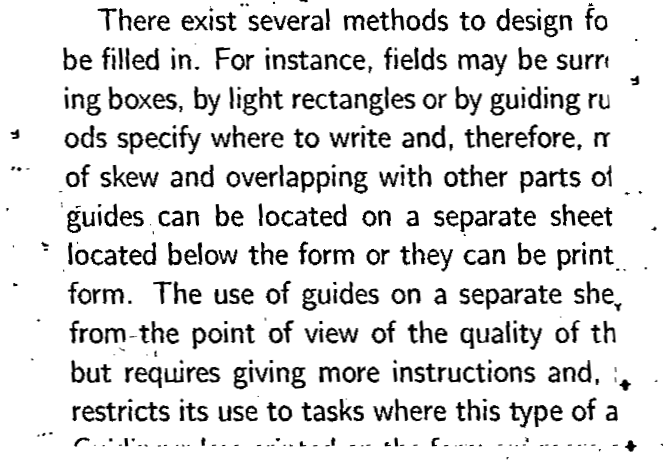 There exist several methods to design fo
be filled in. For instance, fields may be surr
ing boxes, by light rectangles or by guiding ru
ods specify where to write and, therefore, m
of skew and overlapping with other parts of
guides can be located on a separate sheet
located below the form or they can be print
form. The use of guides on a separate she
from the point of view of the quality of th
but requires giving more instructions and,
restricts its use to tasks where this type of a